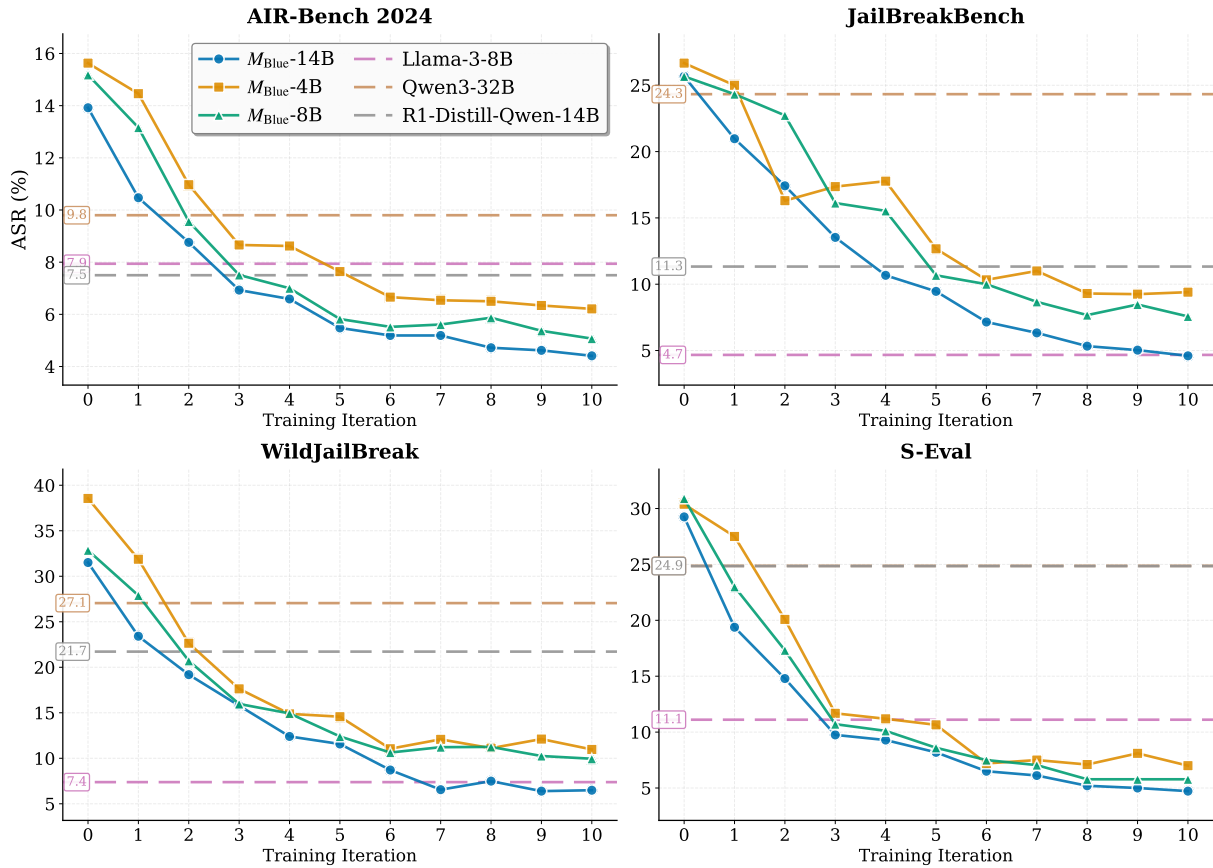 AIR-Bench 2024
ASR (%)
16
14
12
10
8
6
4
9.8
7.9
7.5
M_Blue-14B
M_Blue-4B
M_Blue-8B
Llama-3-8B
Qwen3-32B
R1-Distill-Qwen-14B
0 1 2 3 4 5 6 7 8 9 10
Training Iteration
JailBreakBench
25
20
15
10
5
24.3
11.3
4.7
0 1 2 3 4 5 6 7 8 9 10
Training Iteration
WildJailBreak
40
35
30
25
20
15
10
5
27.1
21.7
7.4
0 1 2 3 4 5 6 7 8 9 10
Training Iteration
S-Eval
30
25
20
15
10
5
24.9
11.1
0 1 2 3 4 5 6 7 8 9 10
Training Iteration